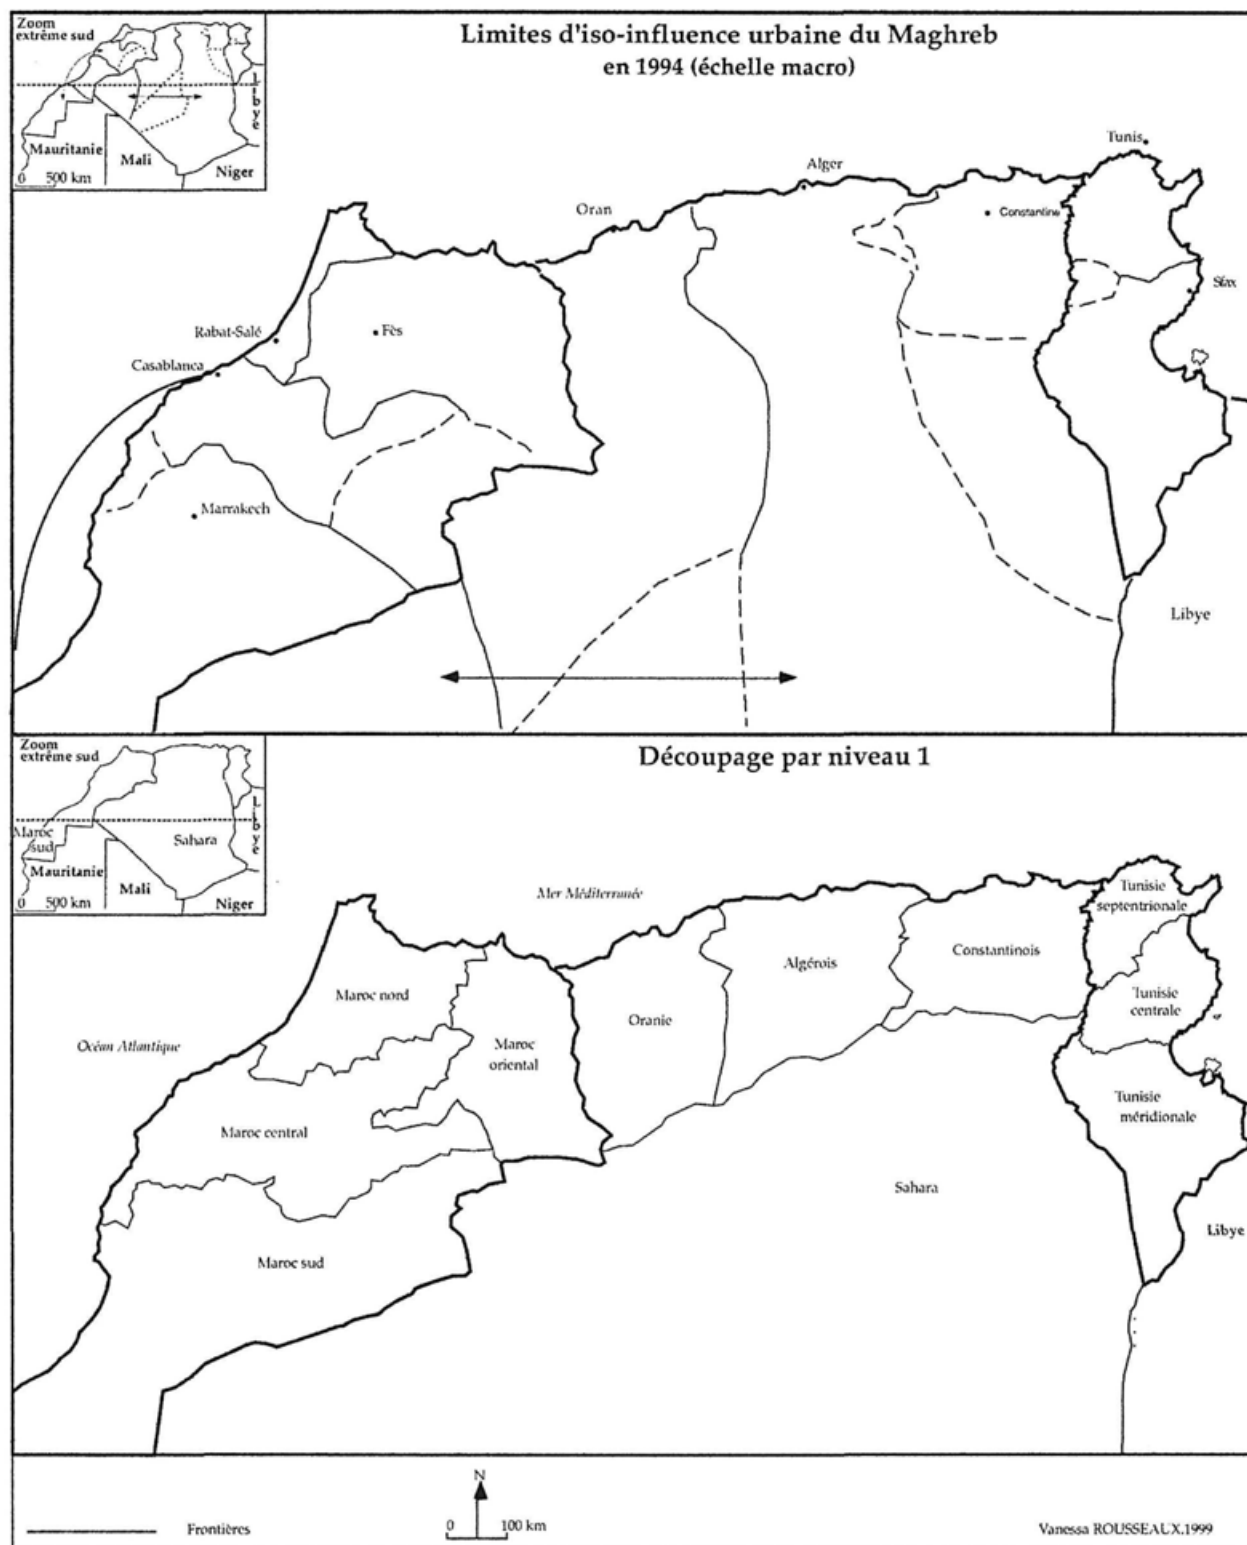 Zoom
extrême sud
Mauritanie
Mali
Niger
Libye
0 500 km
Limites d'iso-influence urbaine du Maghreb
en 1994 (échelle macro)
Tunis
Alger
Oran
Constantine
Sfax
Rabat-Salé
Fès
Casablanca
Marrakech
Libye
Zoom
extrême sud
Maroc
sud
Sahara
Mauritanie
Mali
Niger
Libye
0 500 km
Découpage par niveau 1
Mer Méditerranée
Tunisie
septentrionale
Constantinois
Algérois
Maroc nord
Tunisie
centrale
Oranie
Océan Atlantique
Maroc
oriental
Tunisie
méridionale
Maroc central
Sahara
Libye
Maroc sud
N
0 100 km
Frontières
Vanessa ROUSSEAUX.1999